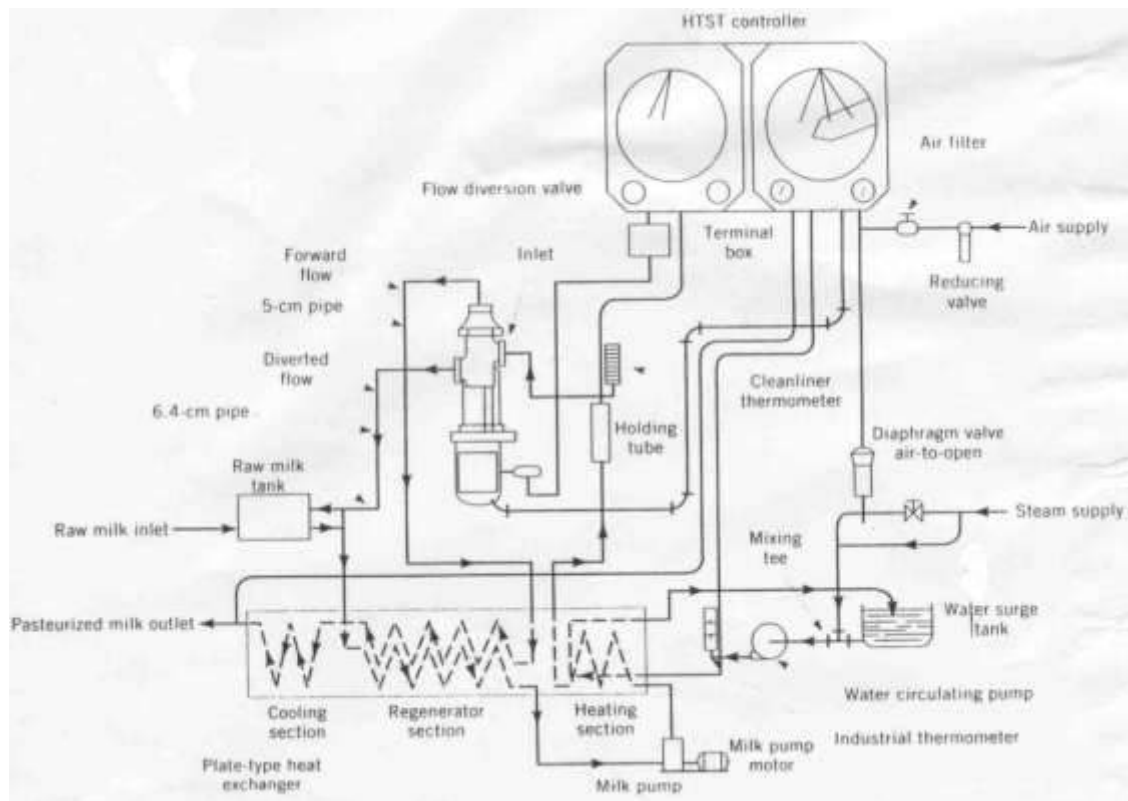 HTST controller
Air filter
Flow diversion valve
Terminal
box
Air supply
Forward
flow
Inlet
Reducing
valve
5-cm pipe
Diverted
flow
Cleanliner
thermometer
6.4-cm pipe
Holding
tube
Diaphragm valve
air-to-open
Raw milk
tank
Raw milk inlet
Steam supply
Mixing
tee
Pasteurized milk outlet
Water surge
tank
Cooling
section
Regenerator
section
Heating
section
Water circulating pump
Plate-type heat
exchanger
Milk pump
Milk pump
motor
Industrial thermometer